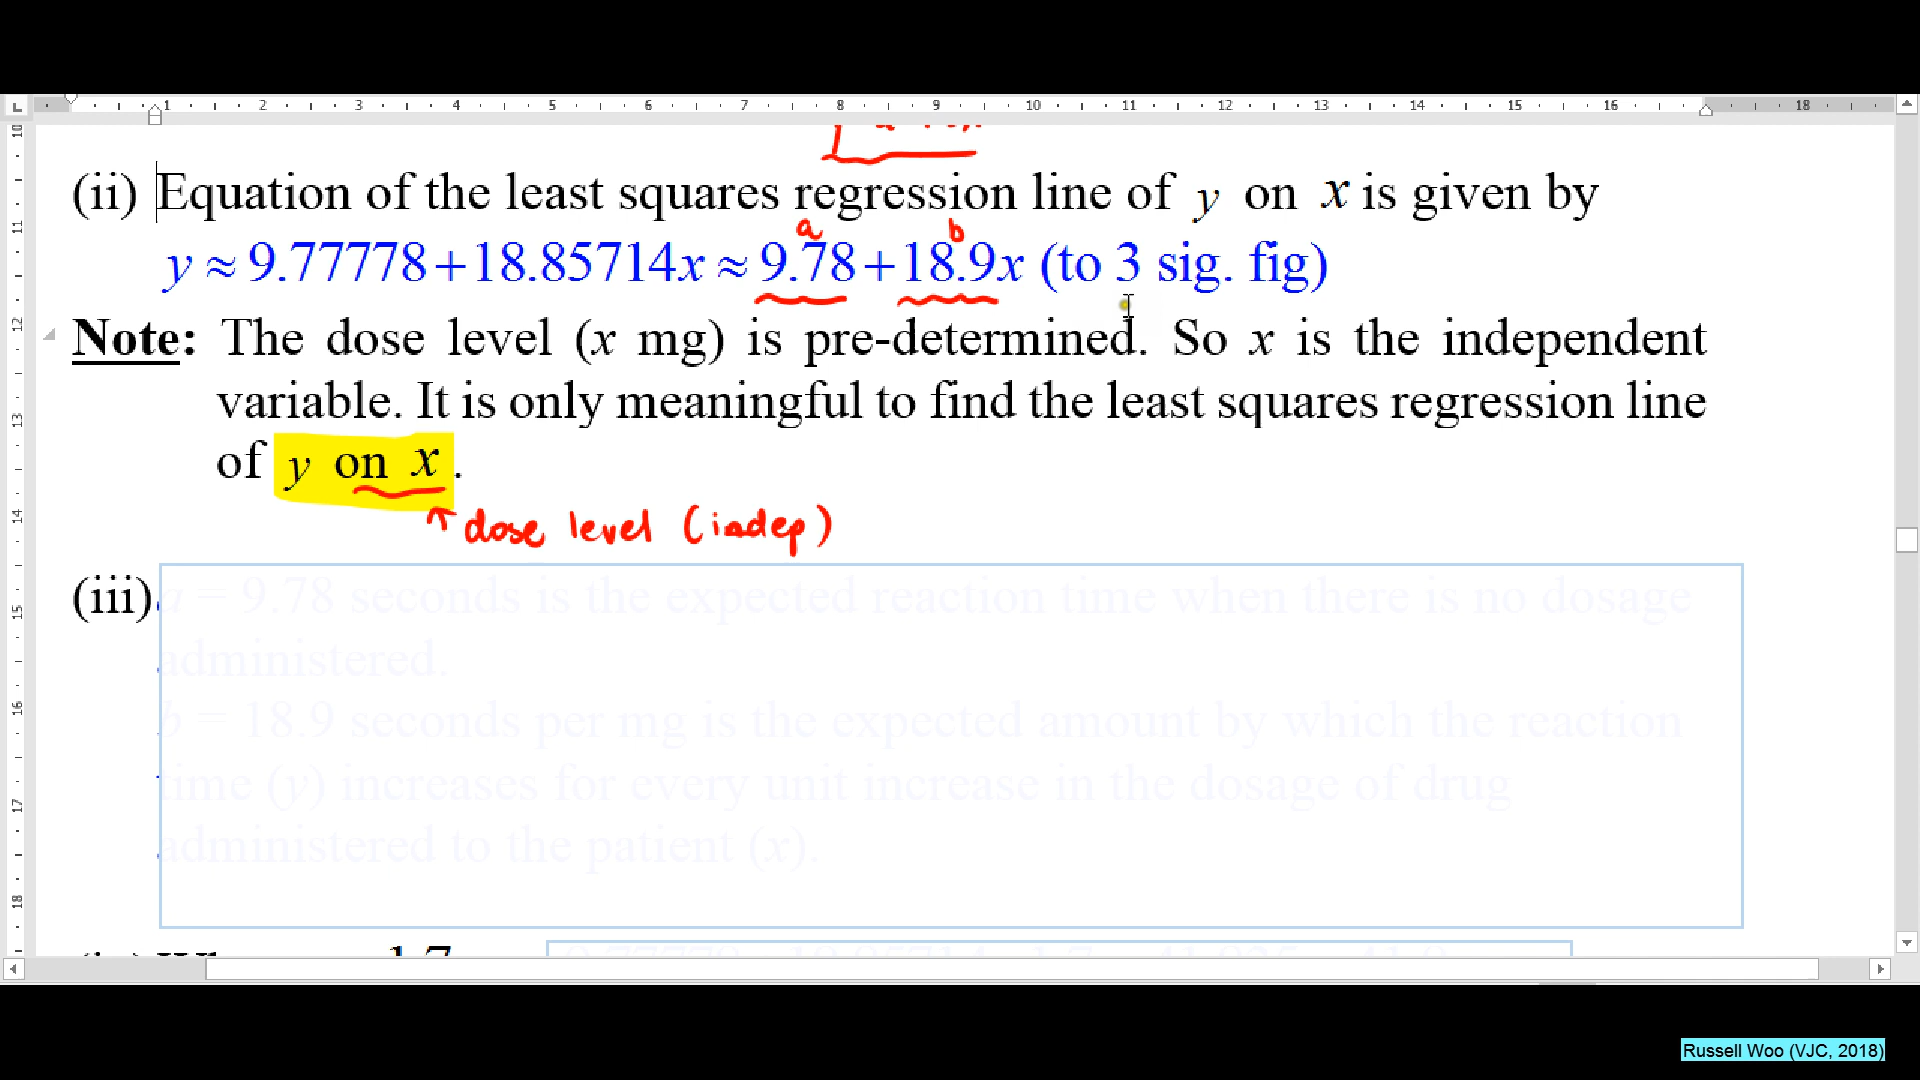 (ii) Equation of the least squares regression line of y on x is given by
a b
y ≈ 9.77778+18.85714x ≈ 9.78+18.9x (to 3 sig. fig)
Note: The dose level (x mg) is pre-determined. So x is the independent
variable. It is only meaningful to find the least squares regression line
of y on x.
dose level (indep)
(iii) a = 9.78 seconds is the expected reaction time when there is no dosage
administered.
b = 18.9 seconds per mg is the expected amount by which the reaction
time (y) increases for every unit increase in the dosage of drug
administered to the patient (x).
Russell Woo (VJC, 2018)